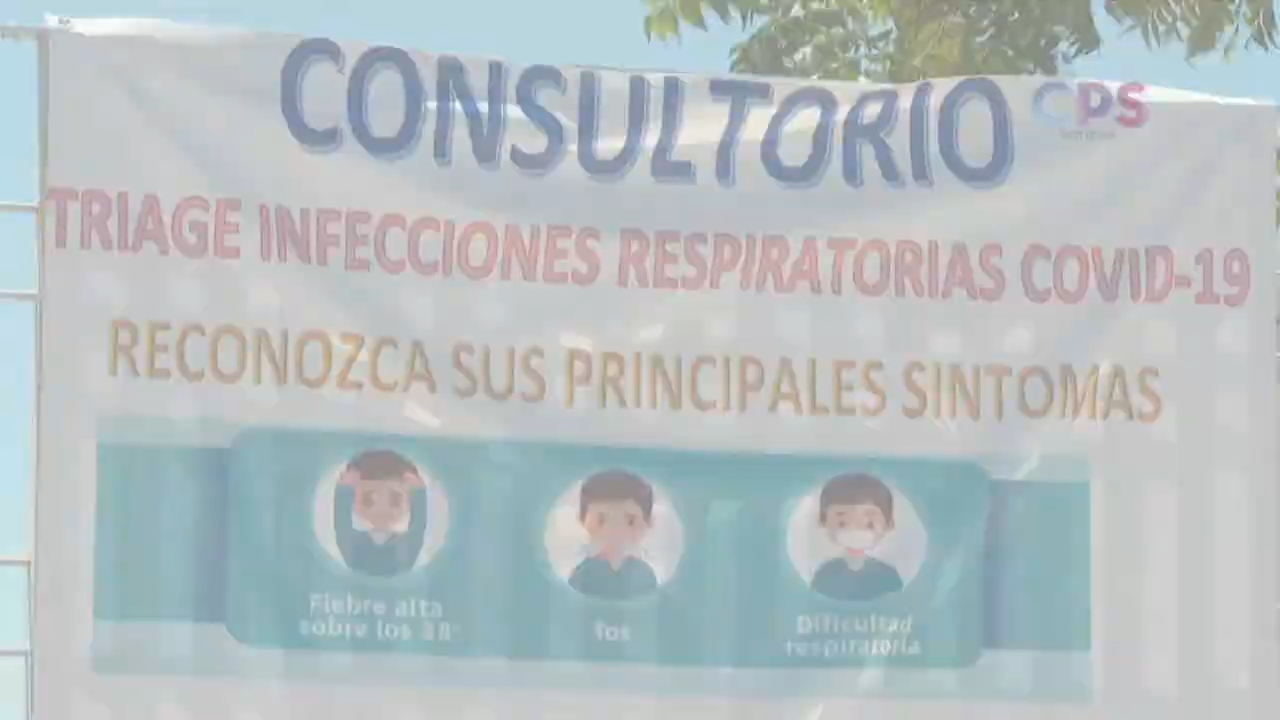 CONSULTORIO
CPS
TRIAGE INFECCIONES RESPIRATORIAS COVID-19
RECONOZCA SUS PRINCIPALES SINTOMAS
Fiebre alta
sobre los 38°
Tos
Dificultad
respiratoria